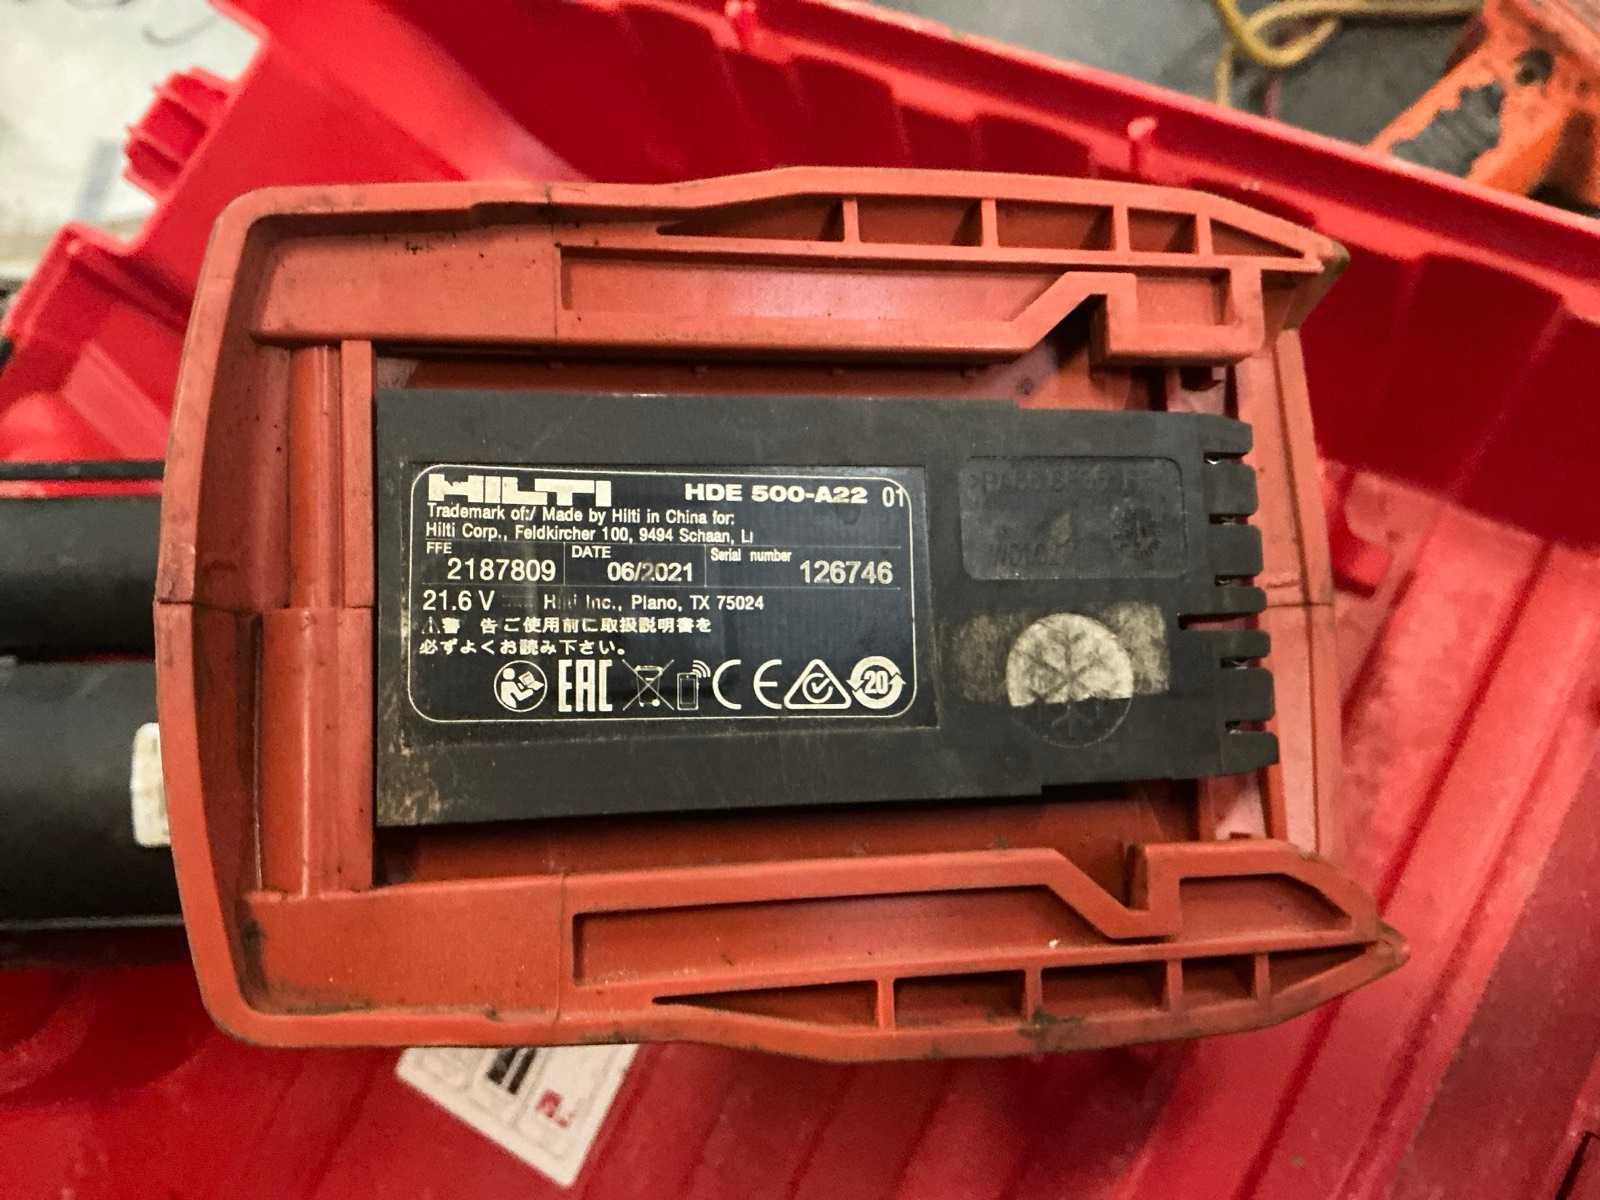 HILTI HDE 500-A22 01
Trademark of:/ Made by Hilti in China for:
Hilti Corp., Feldkircher 100, 9494 Schaan, Li
FFE DATE Serial number
2187809 06/2021 126746
21.6 V Hilti Inc., Plano, TX 75024
警 告 ご使用前に取扱説明書を
必ずよくお読み下さい。
EAC CE 20